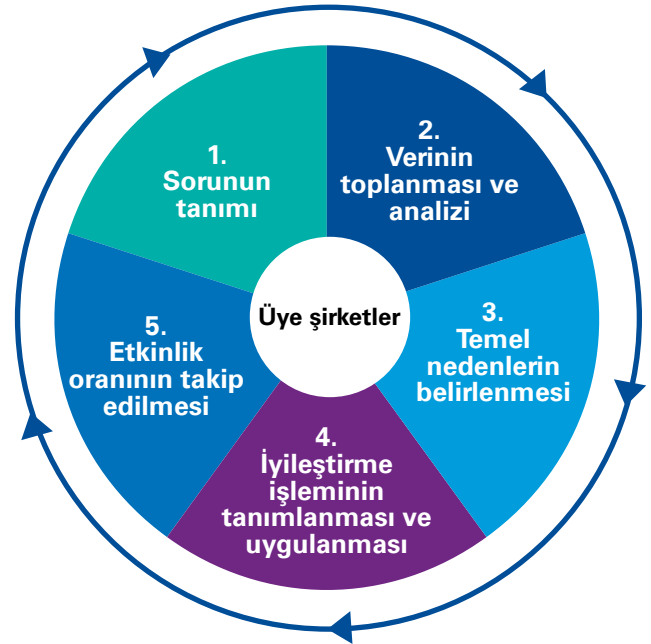 1.
Sorunun
tanımı
2.
Verinin
toplanması ve
analizi
3.
Temel
nedenlerin
belirlenmesi
4.
İyileştirme
işleminin
tanımlanması ve
uygulanması
5.
Etkinlik
oranının takip
edilmesi
Üye şirketler